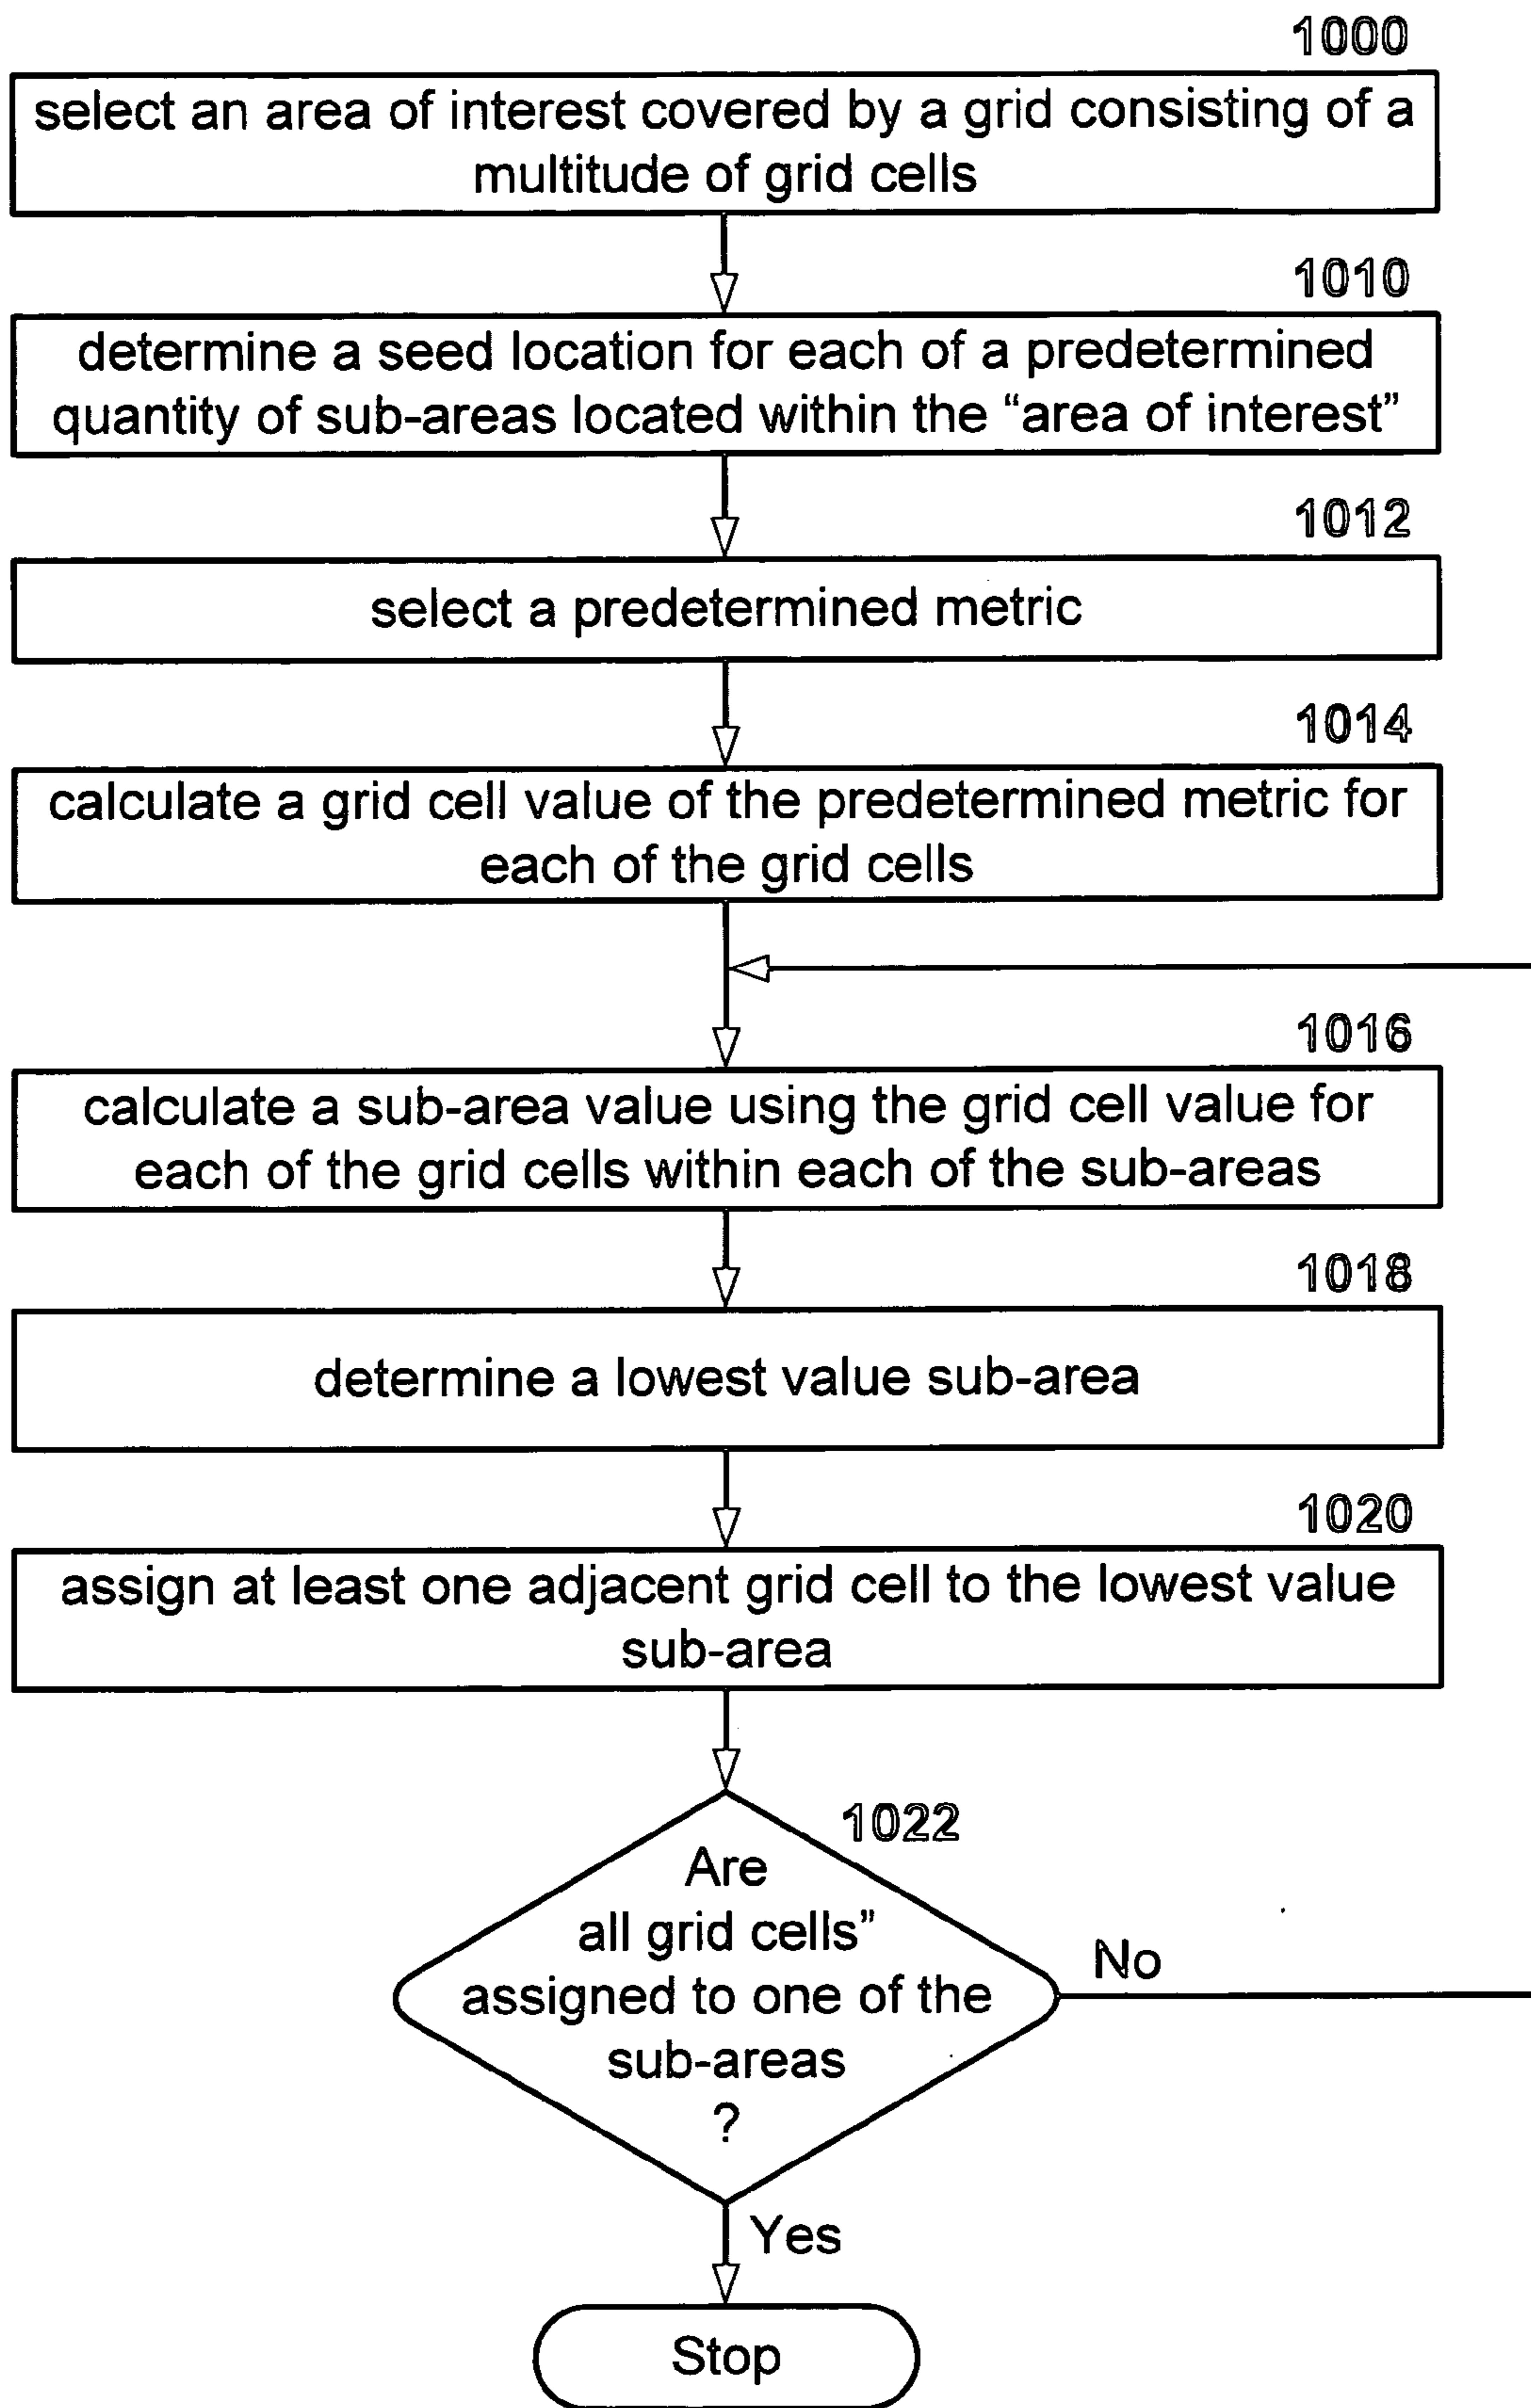 1000
select an area of interest covered by a grid consisting of a
multitude of grid cells
1010
determine a seed location for each of a predetermined
quantity of sub-areas located within the “area of interest”
1012
select a predetermined metric
1014
calculate a grid cell value of the predetermined metric for
each of the grid cells
1016
calculate a sub-area value using the grid cell value for
each of the grid cells within each of the sub-areas
1018
determine a lowest value sub-area
1020
assign at least one adjacent grid cell to the lowest value
sub-area
1022
Are
all grid cells”
assigned to one of the
sub-areas
?
No
Yes
Stop